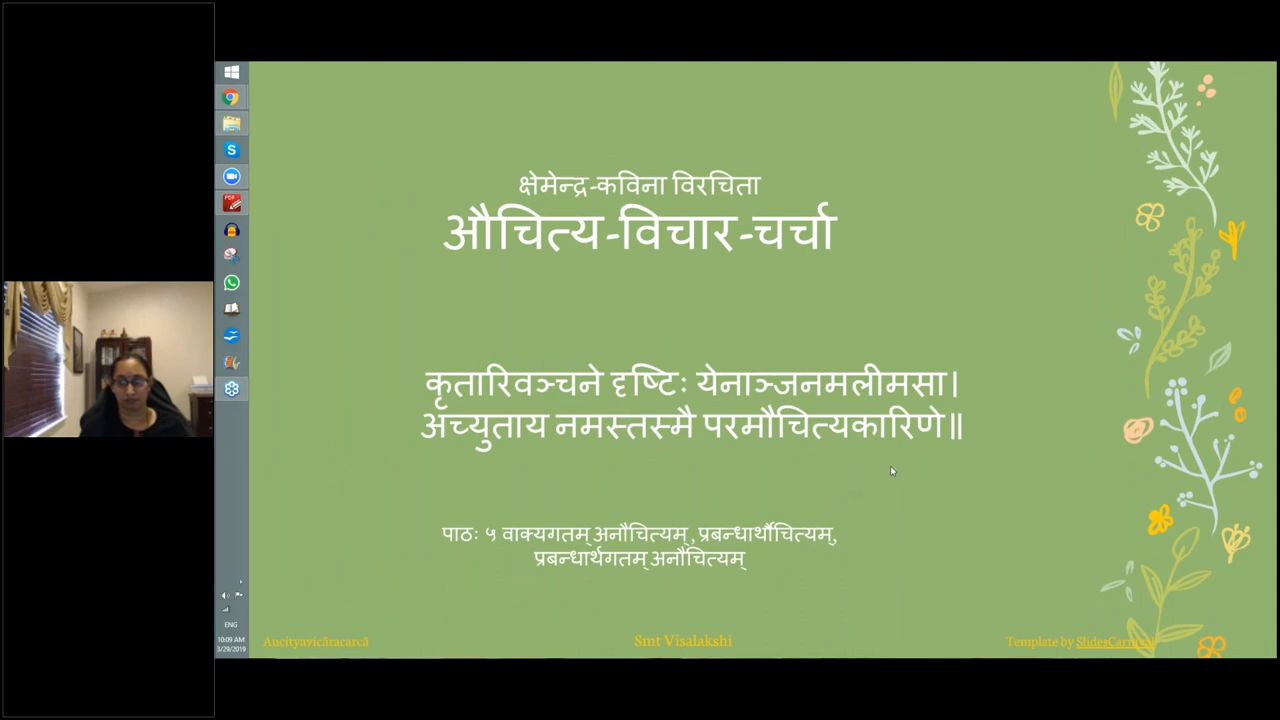 क्षेमेन्द्र-कविना विरचिता
औचित्य-विचार-चर्चा
कृतारिवञ्चने दृष्टिः येनाञ्जनमलीमसा।
अच्युताय नमस्तस्मै परमौचित्यकारिणे॥
पाठः ५ वाक्यगतम् अनौचित्यम् , प्रबन्धार्थौचित्यम्,
प्रबन्धार्थगतम् अनौचित्यम्
Aucityavicāracarcā
Smt Visalakshi
Template by SlidesCarnival
PDF
ENG
10:09 AM
3/29/2019